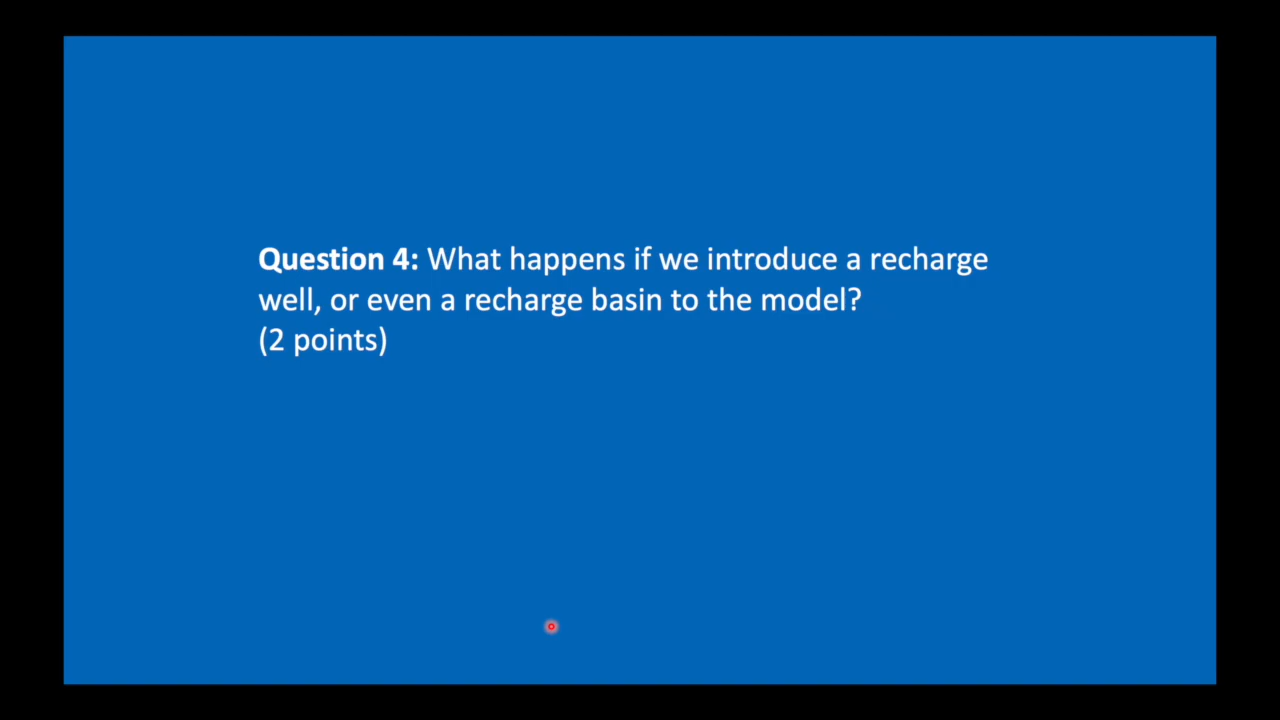 Question 4: What happens if we introduce a recharge
well, or even a recharge basin to the model?
(2 points)